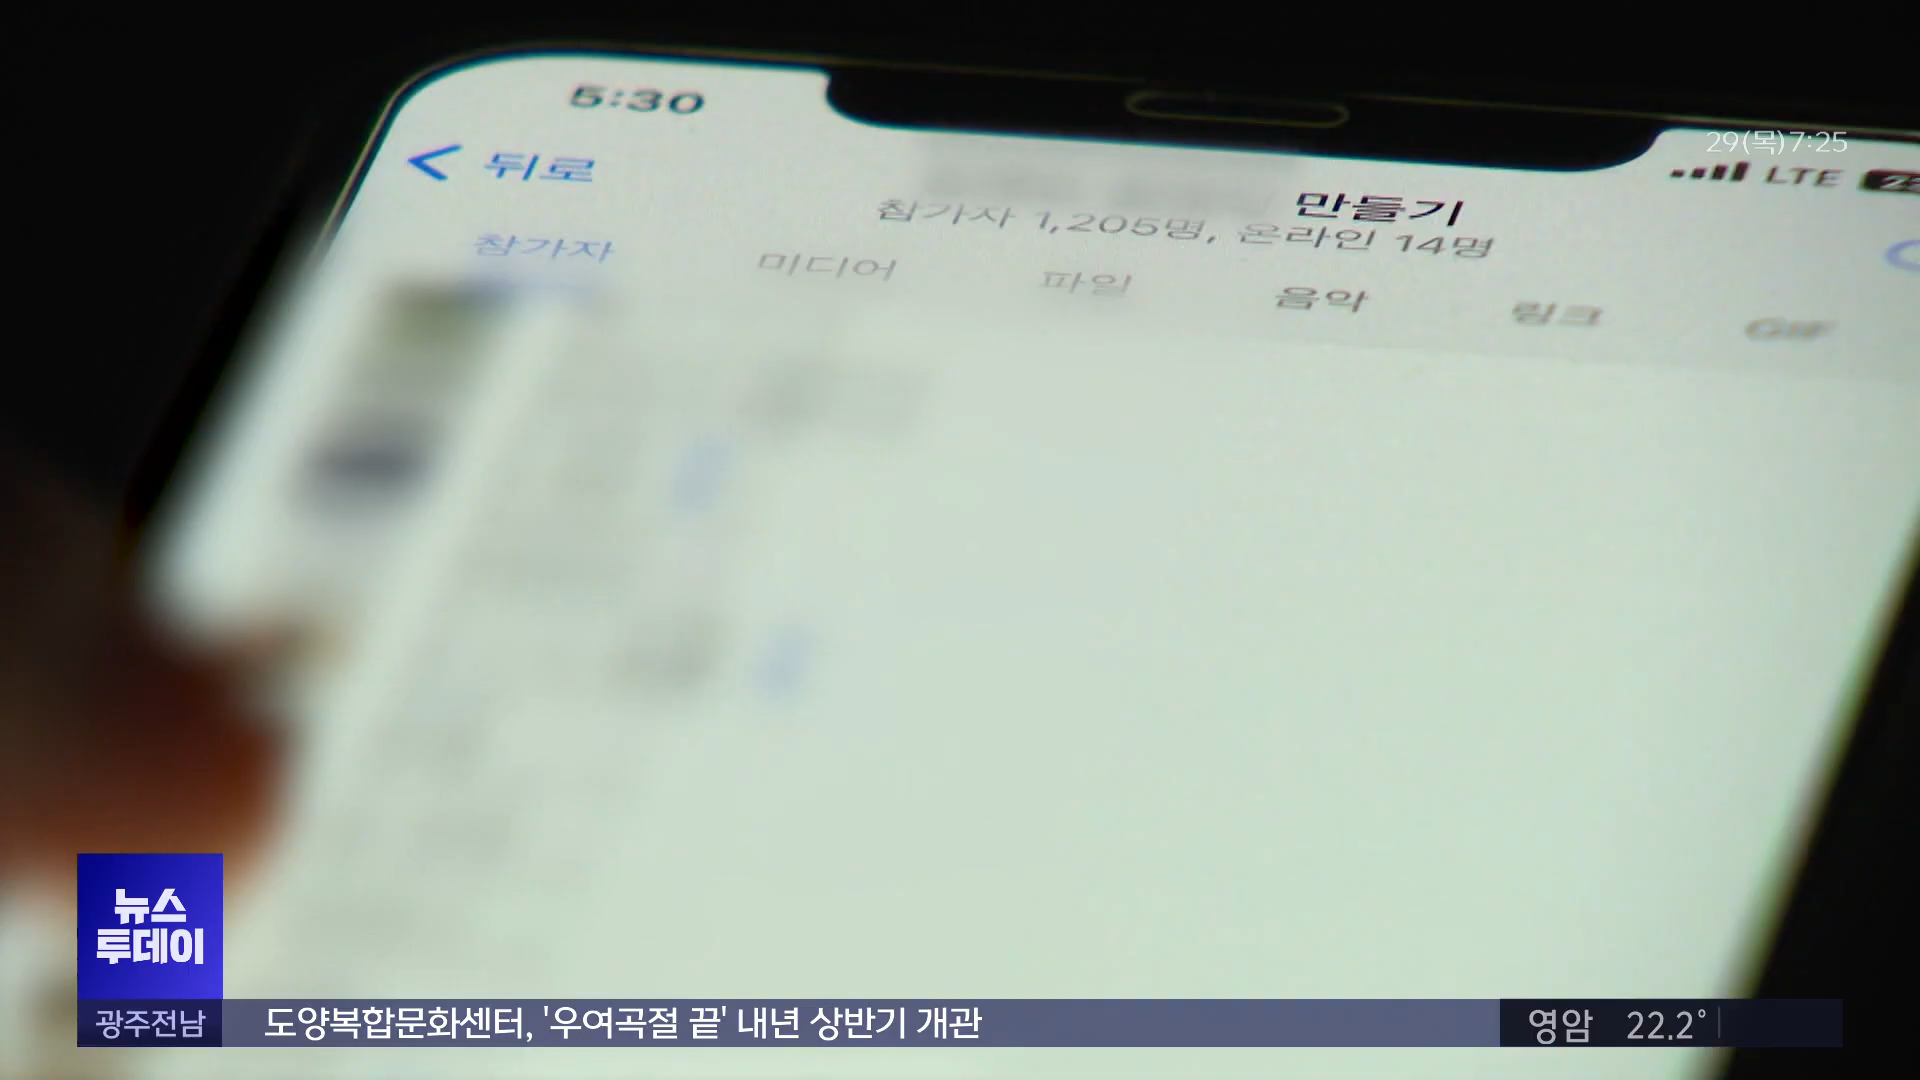 5:30
29(목)7:25
LTE
뒤로
만들기
참가자 1,205명, 온라인 14명
참가자 미디어 파일 음악 링크 GIF
뉴스
투데이
광주전남 도양복합문화센터, '우여곡절 끝' 내년 상반기 개관
영암 22.2°